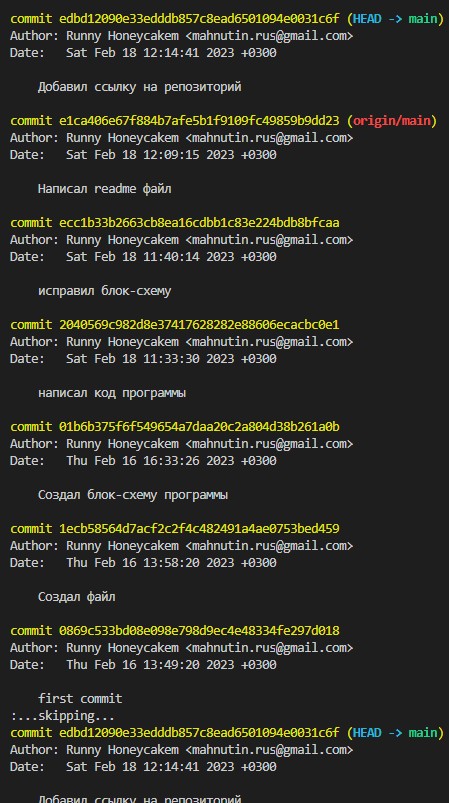 commit edbd12090e33edddb857c8ead6501094e0031c6f (HEAD -> main)
Author: Runny Honeycakem <mahnutin.rus@gmail.com>
Date:   Sat Feb 18 12:14:41 2023 +0300
Добавил ссылку на репозиторий
commit e1ca406e67f884b7afe5b1f9109fc49859b9dd23 (origin/main)
Author: Runny Honeycakem <mahnutin.rus@gmail.com>
Date:   Sat Feb 18 12:09:15 2023 +0300
Написал readme файл
commit ecc1b33b2663cb8ea16cdbb1c83e224bdb8bfcaa
Author: Runny Honeycakem <mahnutin.rus@gmail.com>
Date:   Sat Feb 18 11:40:14 2023 +0300
исправил блок-схему
commit 2040569c982d8e37417628282e88606ecacbc0e1
Author: Runny Honeycakem <mahnutin.rus@gmail.com>
Date:   Sat Feb 18 11:33:30 2023 +0300
написал код программы
commit 01b6b375f6f549654a7daa20c2a804d38b261a0b
Author: Runny Honeycakem <mahnutin.rus@gmail.com>
Date:   Thu Feb 16 16:33:26 2023 +0300
Создал блок-схему программы
commit 1ecb58564d7acf2c2f4c482491a4ae0753bed459
Author: Runny Honeycakem <mahnutin.rus@gmail.com>
Date:   Thu Feb 16 13:58:20 2023 +0300
Создал файл
commit 0869c533bd08e098e798d9ec4e48334fe297d018
Author: Runny Honeycakem <mahnutin.rus@gmail.com>
Date:   Thu Feb 16 13:49:20 2023 +0300
first commit
:...skipping...
commit edbd12090e33edddb857c8ead6501094e0031c6f (HEAD -> main)
Author: Runny Honeycakem <mahnutin.rus@gmail.com>
Date:   Sat Feb 18 12:14:41 2023 +0300
Добавил ссылку на репозиторий